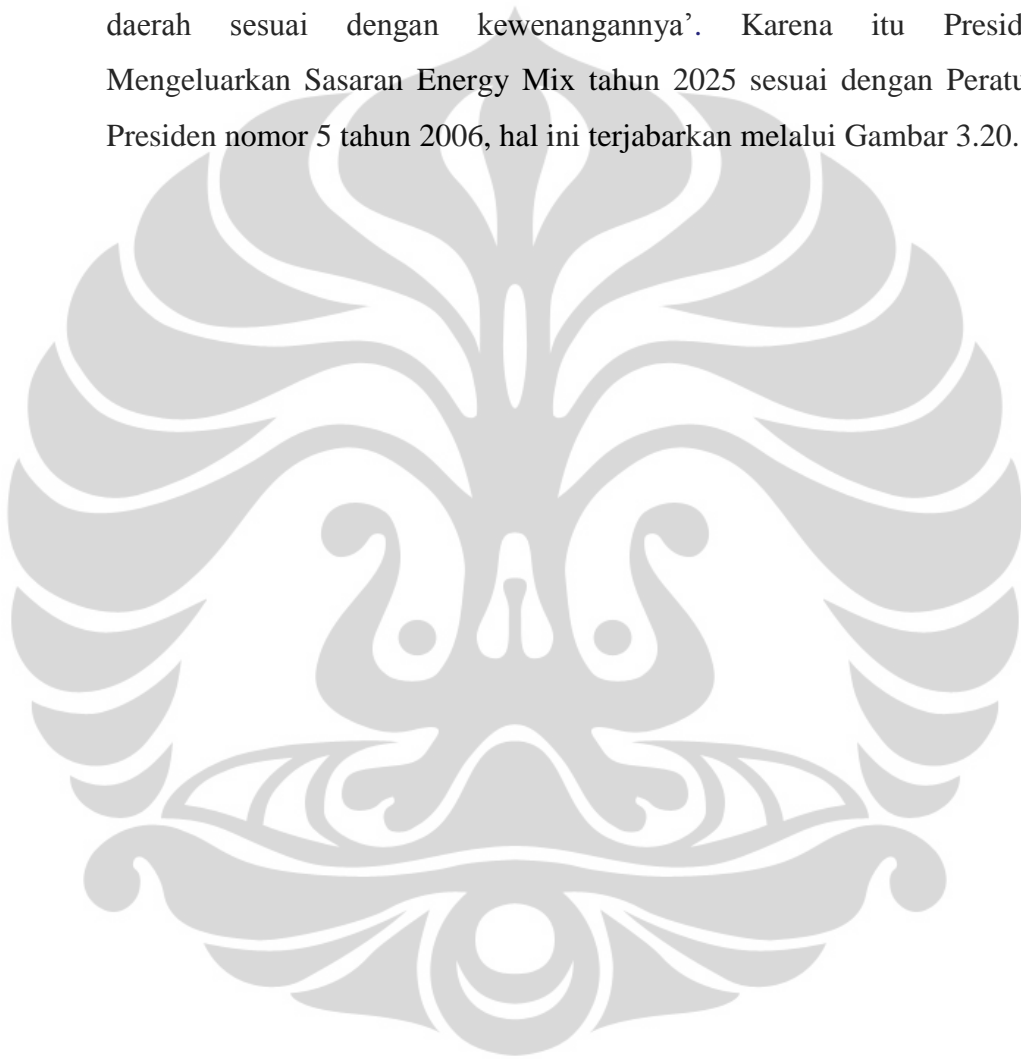 daerah sesuai dengan kewenangannya’. Karena itu Presid
Mengeluarkan Sasaran Energy Mix tahun 2025 sesuai dengan Peratu
Presiden nomor 5 tahun 2006, hal ini terjabarkan melalui Gambar 3.20.